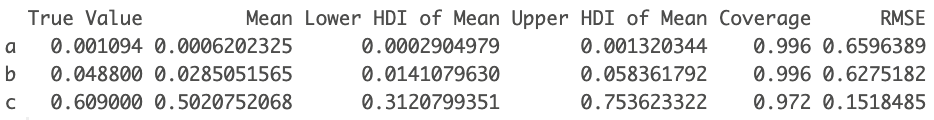 True Value Mean Lower HDI of Mean Upper HDI of Mean Coverage RMSE
a 0.001094 0.0006202325 0.0002904979 0.001320344 0.996 0.6596389
b 0.048800 0.0285051565 0.0141079630 0.058361792 0.996 0.6275182
c 0.609000 0.5020752068 0.3120799351 0.753623322 0.972 0.1518485